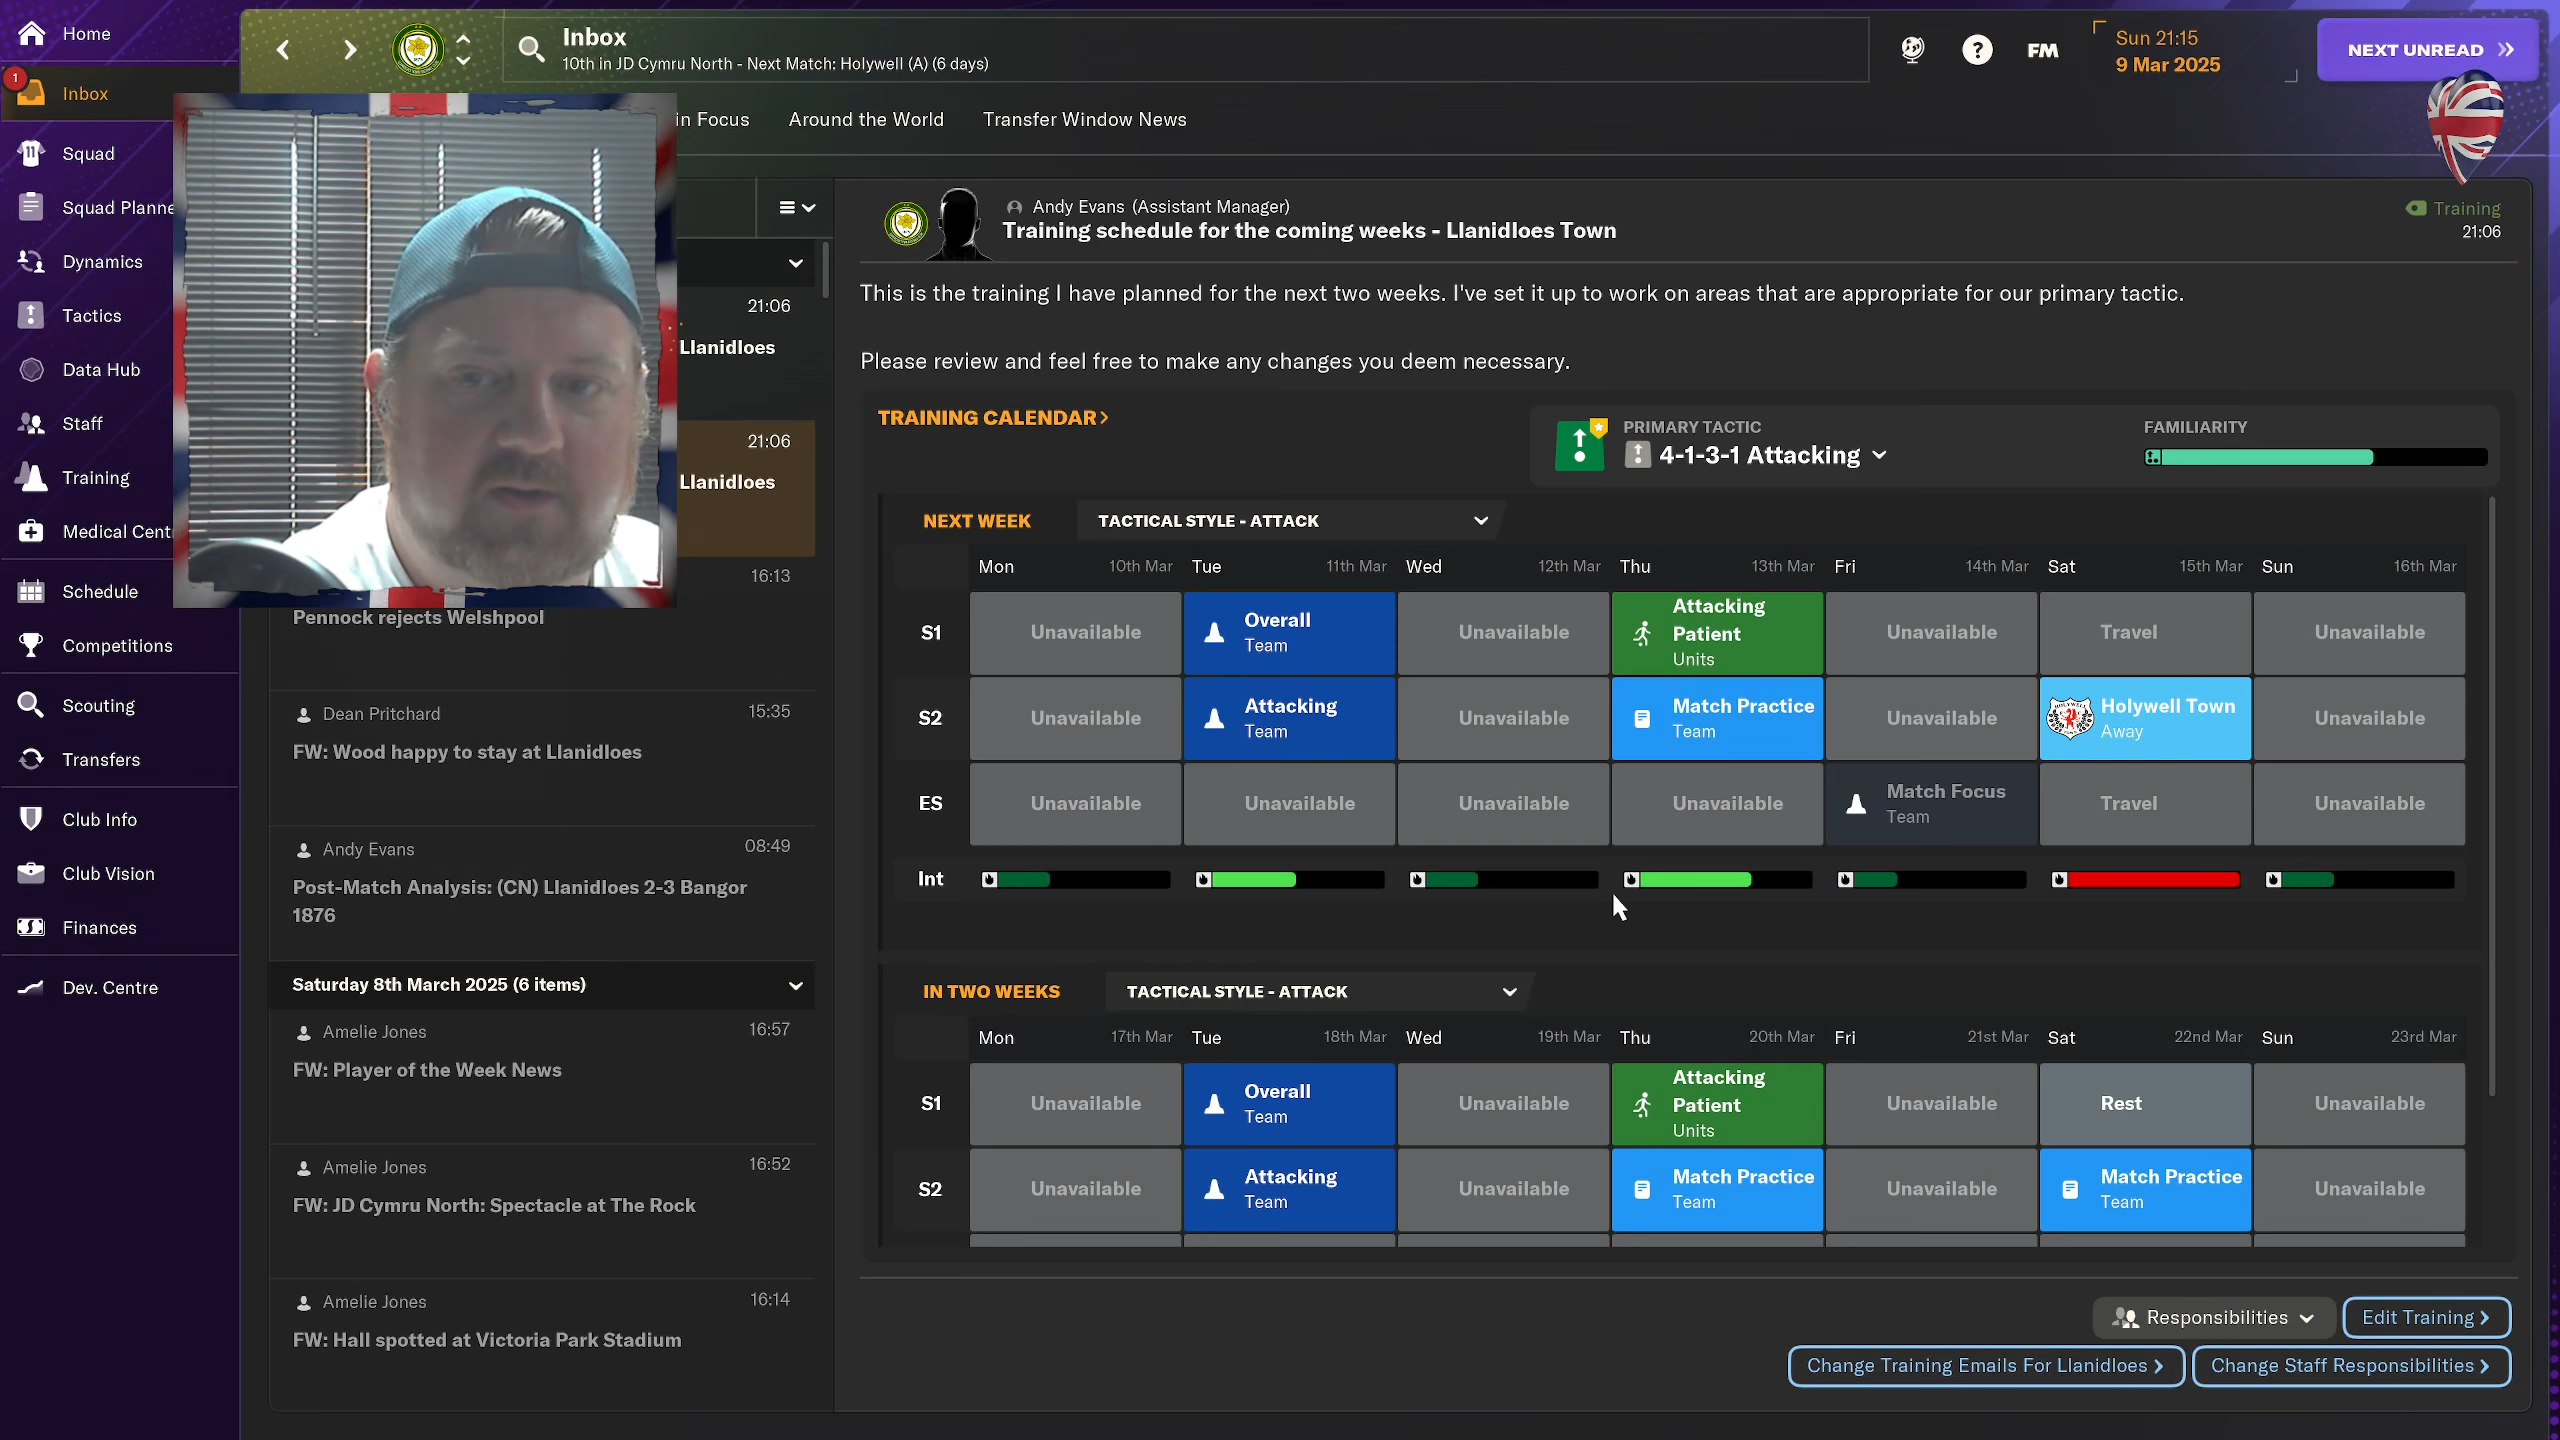 Home
Inbox
1
Squad
Squad Planne
Dynamics
Tactics
Data Hub
Staff
Training
Medical Cent
Schedule
Competitions
Scouting
Transfers
Club Info
Club Vision
Finances
Dev. Centre
Inbox
10th in JD Cymru North - Next Match: Holywell (A) (6 days)
FM
Sun 21:15
9 Mar 2025
NEXT UNREAD
in Focus
Around the World
Transfer Window News
21:06
Llanidloes
21:06
Llanidloes
16:13
Pennock rejects Welshpool
Dean Pritchard 15:35
FW: Wood happy to stay at Llanidloes
Andy Evans 08:49
Post-Match Analysis: (CN) Llanidloes 2-3 Bangor
1876
Saturday 8th March 2025 (6 items)
Amelie Jones 16:57
FW: Player of the Week News
Amelie Jones 16:52
FW: JD Cymru North: Spectacle at The Rock
Amelie Jones 16:14
FW: Hall spotted at Victoria Park Stadium
Andy Evans (Assistant Manager)
Training schedule for the coming weeks - Llanidloes Town
Training
21:06
This is the training I have planned for the next two weeks. I've set it up to work on areas that are appropriate for our primary tactic.
Please review and feel free to make any changes you deem necessary.
TRAINING CALENDAR>
PRIMARY TACTIC
4-1-3-1 Attacking
FAMILIARITY
NEXT WEEK TACTICAL STYLE - ATTACK
Mon 10th Mar Tue 11th Mar Wed 12th Mar Thu 13th Mar Fri 14th Mar Sat 15th Mar Sun 16th Mar
S1 Unavailable Overall Team Unavailable Attacking Patient Units Unavailable Travel Unavailable
S2 Unavailable Attacking Team Unavailable Match Practice Team Unavailable Holywell Town Away Unavailable
ES Unavailable Unavailable Unavailable Unavailable Match Focus Team Travel Unavailable
Int
IN TWO WEEKS TACTICAL STYLE - ATTACK
Mon 17th Mar Tue 18th Mar Wed 19th Mar Thu 20th Mar Fri 21st Mar Sat 22nd Mar Sun 23rd Mar
S1 Unavailable Overall Team Unavailable Attacking Patient Units Unavailable Rest Unavailable
S2 Unavailable Attacking Team Unavailable Match Practice Team Unavailable Match Practice Team Unavailable
Responsibilities
Edit Training >
Change Training Emails For Llanidloes >
Change Staff Responsibilities >